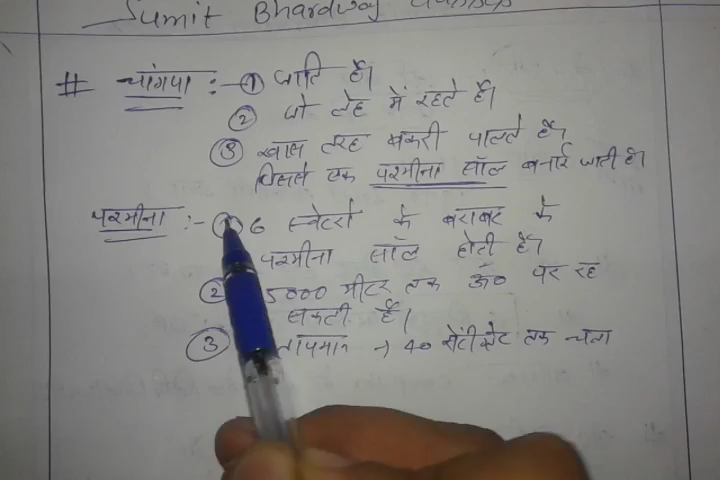 Sumit Bhardwaj
# चांगपा :- ① जाति है।
② जो लेह में रहते हैं।
③ खास तरह बकरी पालते हैं।
जिससे एक पश्मीना सॉल बनाई जाती है।
पश्मीना :- ① 6 स्वेटरो के बराबर के
पश्मीना सॉल होती है।
② 5000 मीटर तक ऊं० पर रह
सकती हैं।
③ तापमान → 40 सेंटीग्रेट तक चला